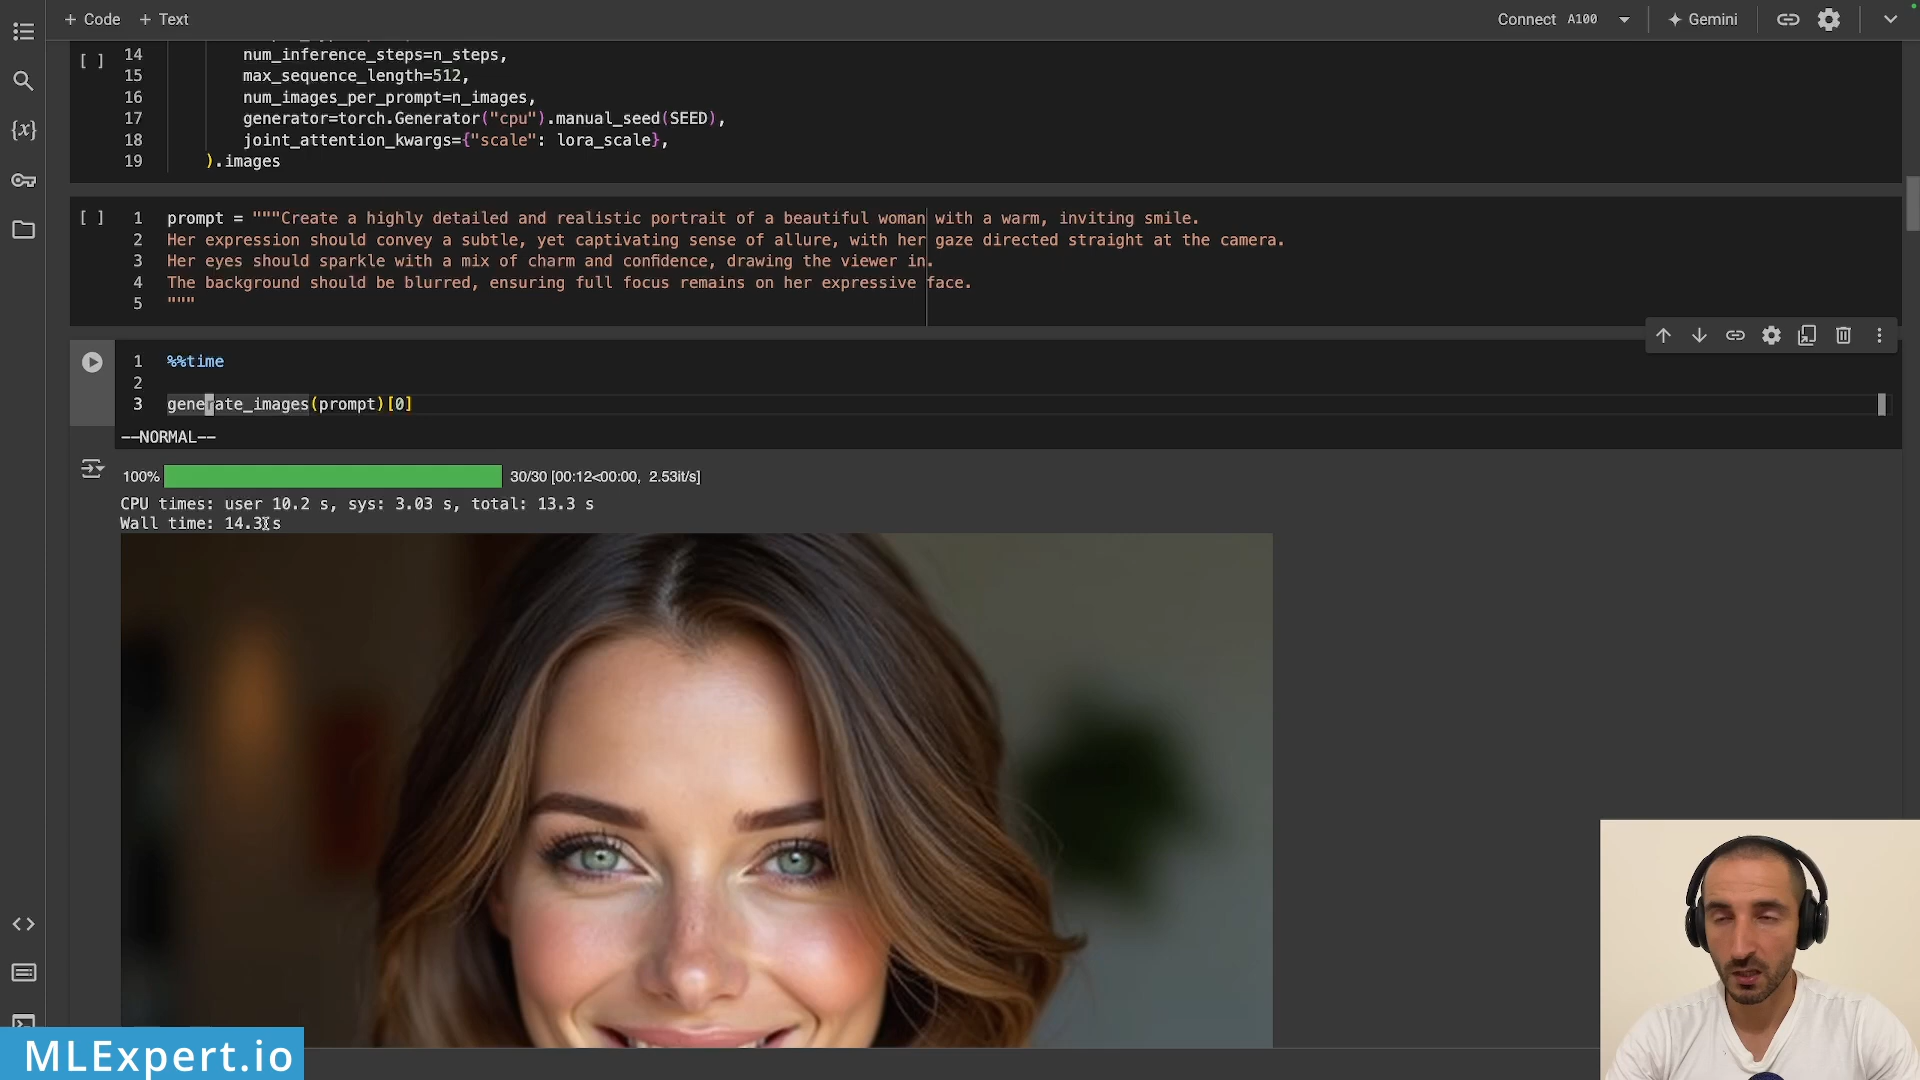 + Code + Text
Connect A100
Gemini
[ ]
14 num_inference_steps=n_steps,
15 max_sequence_length=512,
16 num_images_per_prompt=n_images,
17 generator=torch.Generator("cpu").manual_seed(SEED),
18 joint_attention_kwargs={"scale": lora_scale},
19 ).images
[ ]
1 prompt = """Create a highly detailed and realistic portrait of a beautiful woman with a warm, inviting smile.
2 Her expression should convey a subtle, yet captivating sense of allure, with her gaze directed straight at the camera.
3 Her eyes should sparkle with a mix of charm and confidence, drawing the viewer in.
4 The background should be blurred, ensuring full focus remains on her expressive face.
5 """
1 %%time
2
3 generate_images(prompt)[0]
--NORMAL--
100% 30/30 [00:12<00:00, 2.53it/s]
CPU times: user 10.2 s, sys: 3.03 s, total: 13.3 s
Wall time: 14.3 s
MLExpert.io